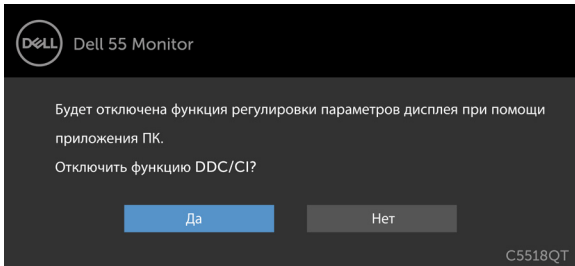 DELL
Dell 55 Monitor
Будет отключена функция регулировки параметров дисплея при помощи
приложения ПК.
Отключить функцию DDC/CI?
Да
Нет
C5518QT